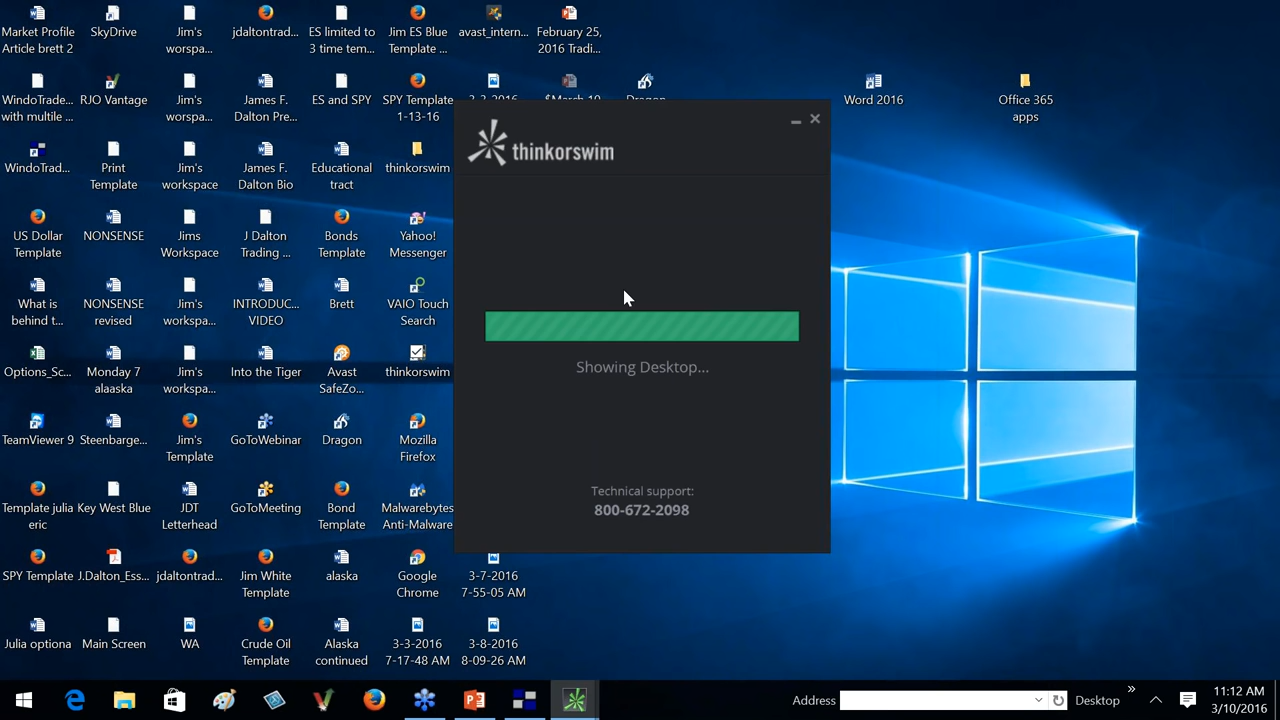 Market Profile
Article brett 2
SkyDrive
Jim's
worspa...
jdaltontrad...
ES limited to
3 time tem...
Jim ES Blue
Template ...
avast_intern...
February 25,
2016 Tradi...
WindoTrade...
with multile ...
RJO Vantage
Jim's
worspa...
James F.
Dalton Pre...
ES and SPY
SPY Template
1-13-16
Word 2016
Office 365
apps
WindoTrad...
Print
Template
Jim's
workspace
James F.
Dalton Bio
Educational
tract
thinkorswim
US Dollar
Template
NONSENSE
Jims
Workspace
J Dalton
Trading ...
Bonds
Template
Yahoo!
Messenger
What is
behind t...
NONSENSE
revised
Jim's
workspa...
INTRODUC...
VIDEO
Brett
VAIO Touch
Search
Options_Sc...
Monday 7
alaaska
Jim's
workspa...
Into the Tiger
Avast
SafeZo...
thinkorswim
TeamViewer 9
Steenbarge...
Jim's
Template
GoToWebinar
Dragon
Mozilla
Firefox
Template julia
eric
Key West Blue
JDT
Letterhead
GoToMeeting
Bond
Template
Malwarebytes
Anti-Malware
SPY Template
J.Dalton_Ess...
jdaltontrad...
Jim White
Template
alaska
Google
Chrome
3-7-2016
7-55-05 AM
Julia optiona
Main Screen
WA
Crude Oil
Template
Alaska
continued
3-3-2016
7-17-48 AM
3-8-2016
8-09-26 AM
thinkorswim
Showing Desktop...
Technical support:
800-672-2098
Address
Desktop
11:12 AM
3/10/2016